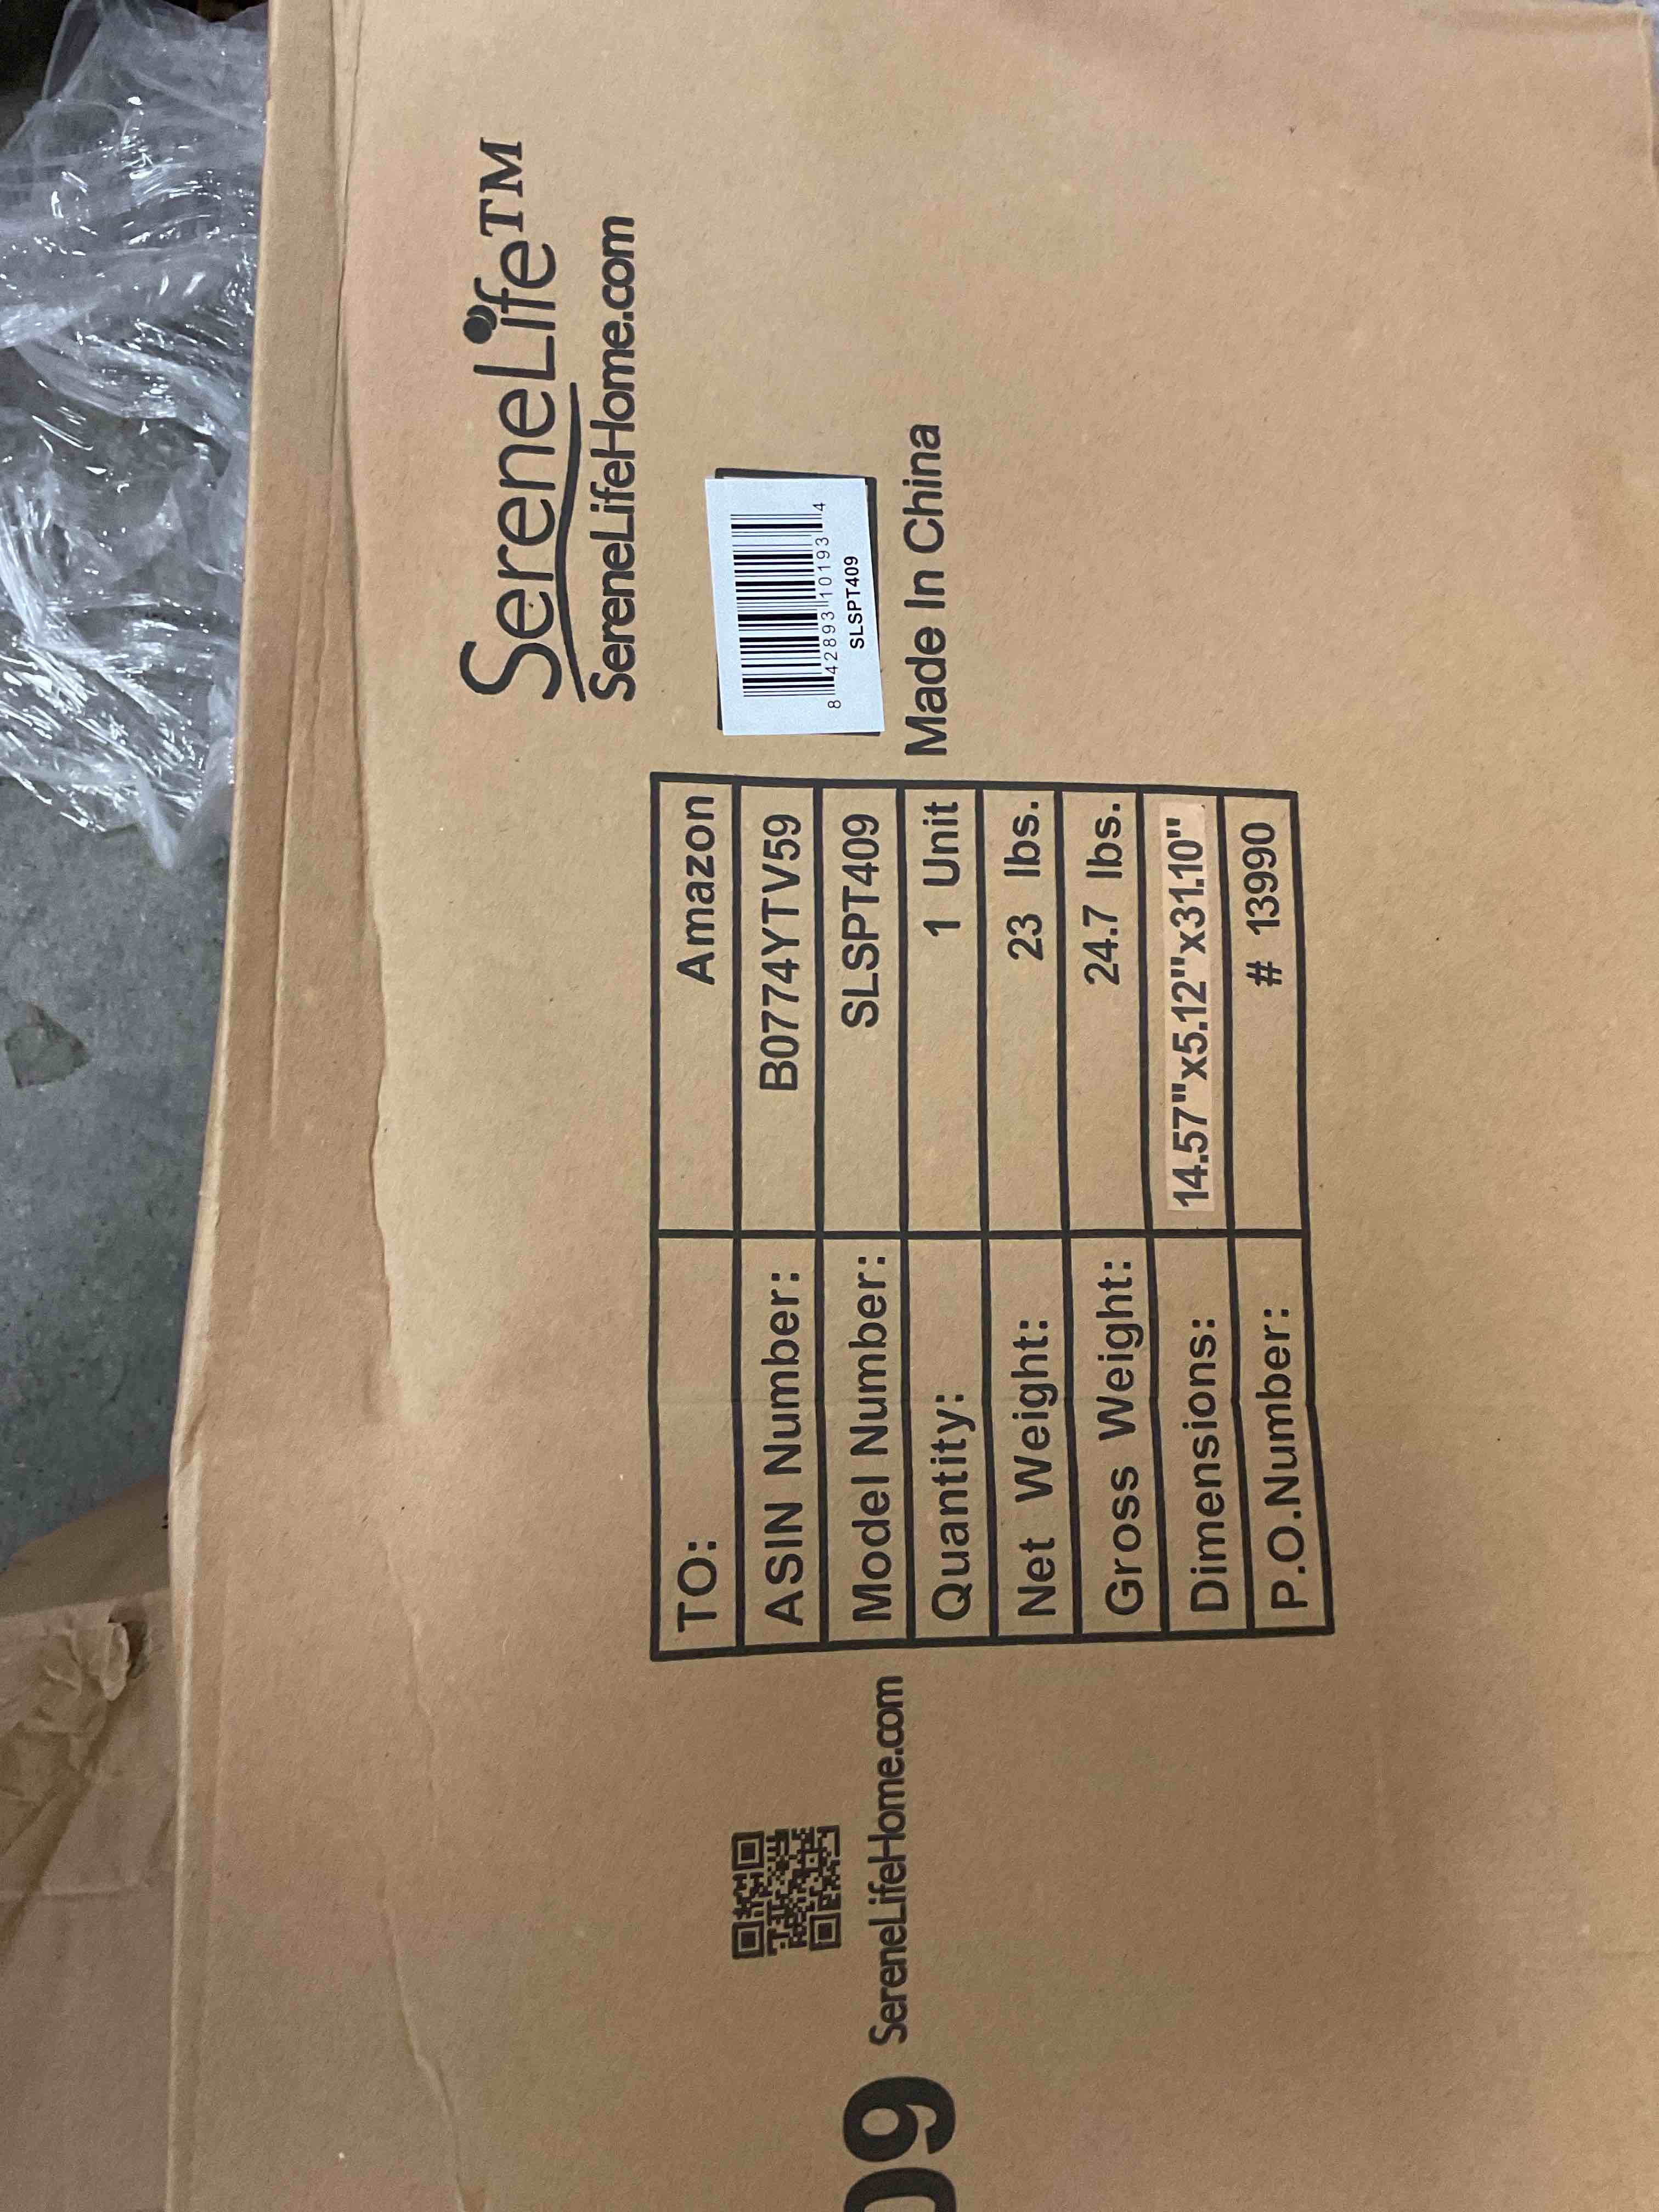 SereneLife™
SereneLifeHome.com
8 42893 10193 4
SLSPT409
Made In China
TO: Amazon
ASIN Number: B0774YTV59
Model Number: SLSPT409
Quantity: 1 Unit
Net Weight: 23 lbs.
Gross Weight: 24.7 lbs.
Dimensions: 14.57"x5.12"x31.10"
P.O.Number: # 13990
SereneLifeHome.com
09